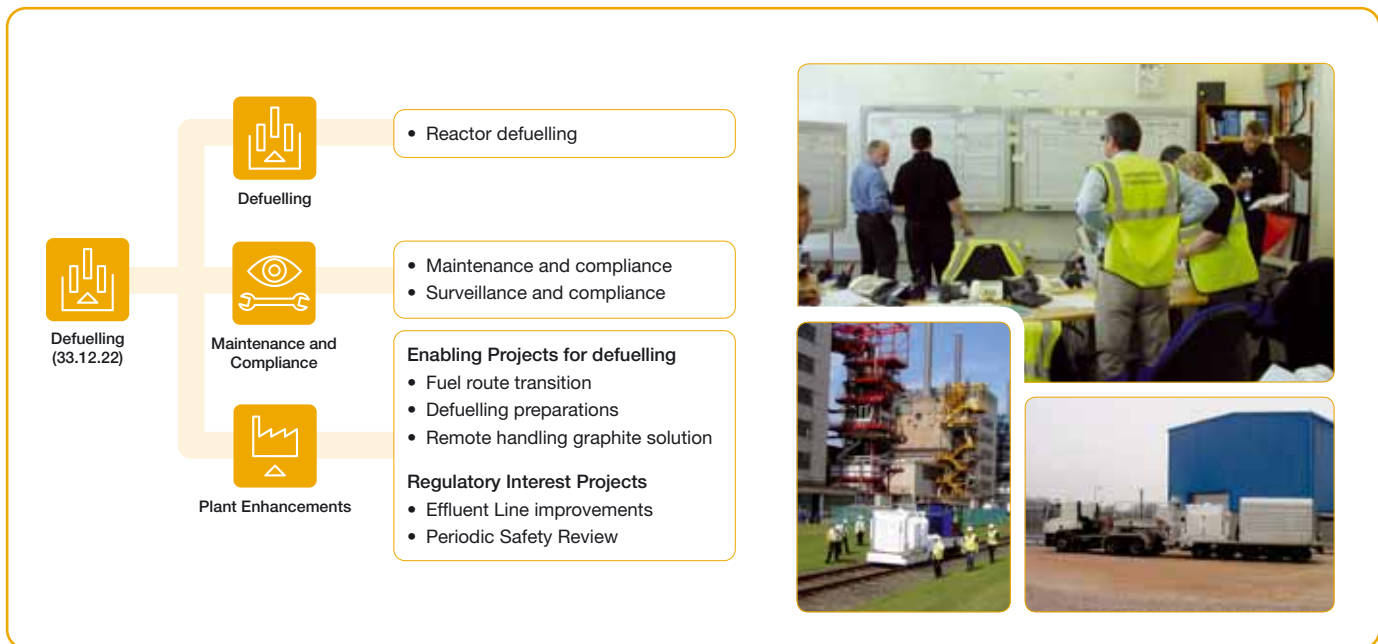 • Reactor defuelling
Defuelling
Defuelling
(33.12.22)
• Maintenance and compliance
• Surveillance and compliance
Maintenance and
Compliance
Enabling Projects for defuelling
• Fuel route transition
• Defuelling preparations
• Remote handling graphite solution
Regulatory Interest Projects
• Effluent Line improvements
• Periodic Safety Review
Plant Enhancements